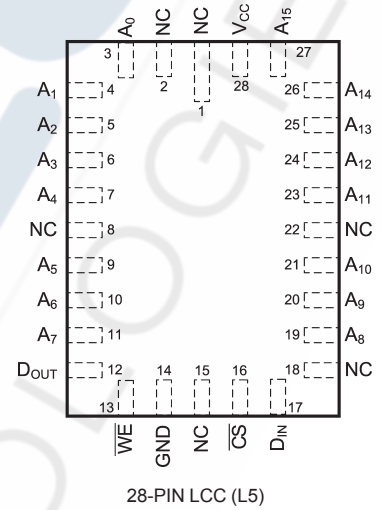 A0 NC NC VCC A15
3 2 1 28 27
A1 4 26 A14
A2 5 25 A13
A3 6 24 A12
A4 7 23 A11
NC 8 22 NC
A5 9 21 A10
A6 10 20 A9
A7 11 19 A8
DOUT 12 14 15 16 18 NC
13 17
WE GND NC CS DIN
28-PIN LCC (L5)